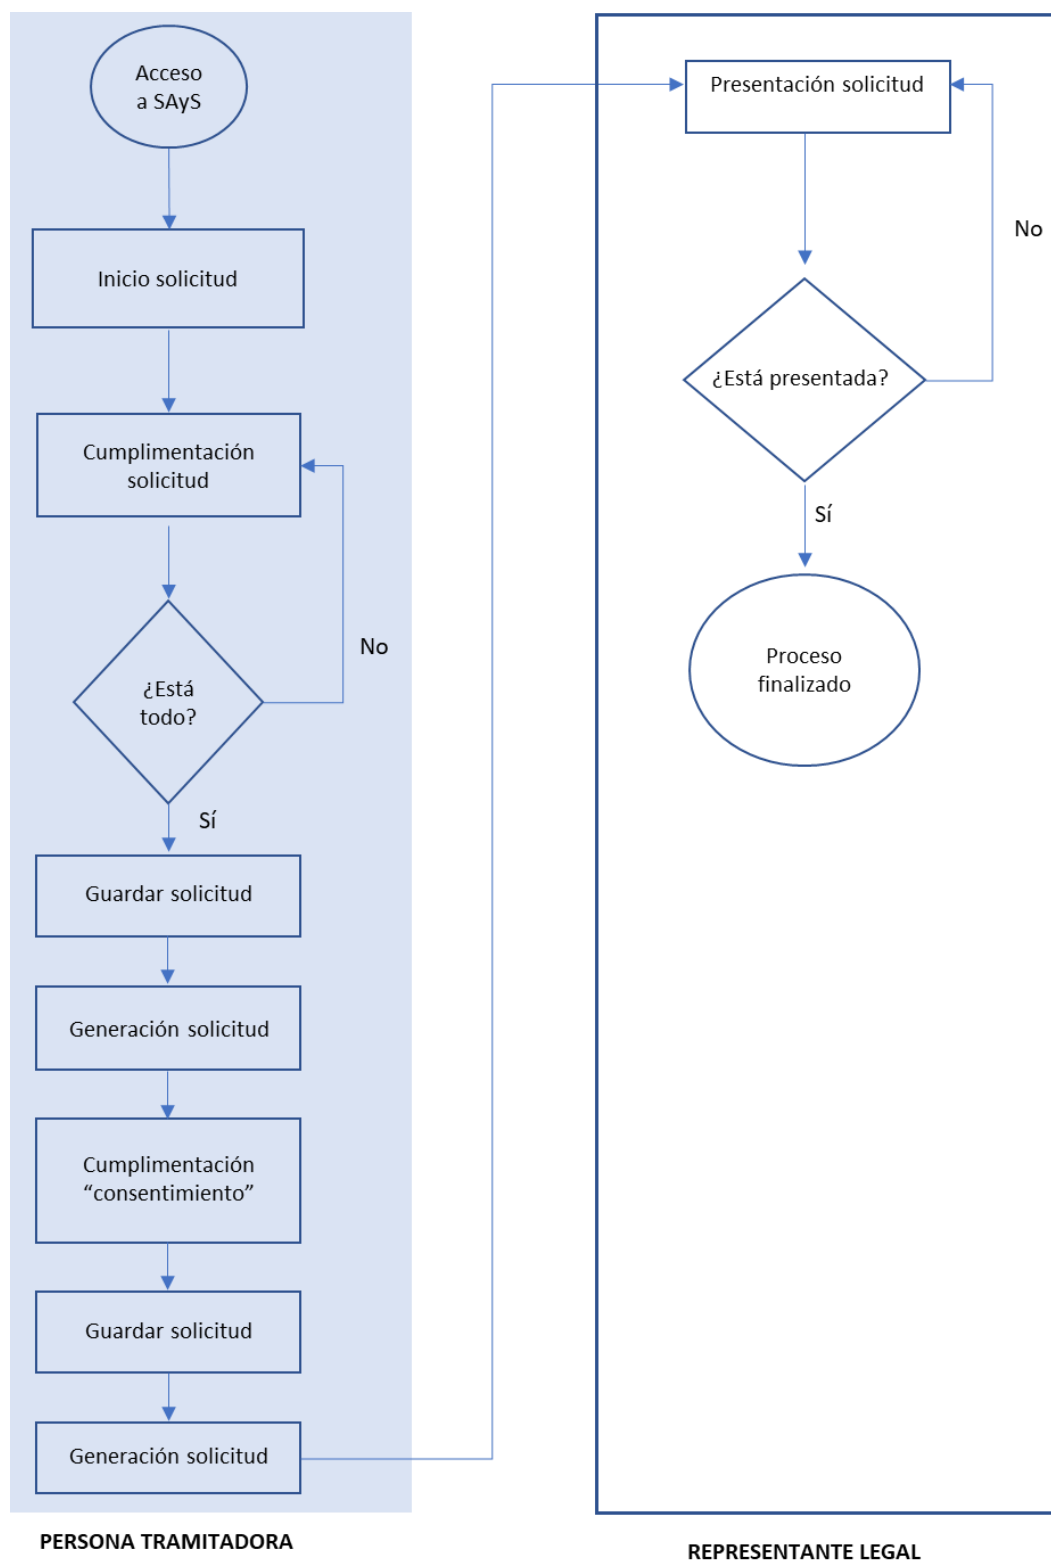 Acceso
a SAyS
Inicio solicitud
Cumplimentación
solicitud
No
¿Está
todo?
Sí
Guardar solicitud
Generación solicitud
Cumplimentación
“consentimiento”
Guardar solicitud
Generación solicitud
PERSONA TRAMITADORA
Presentación solicitud
No
¿Está presentada?
Sí
Proceso
finalizado
REPRESENTANTE LEGAL